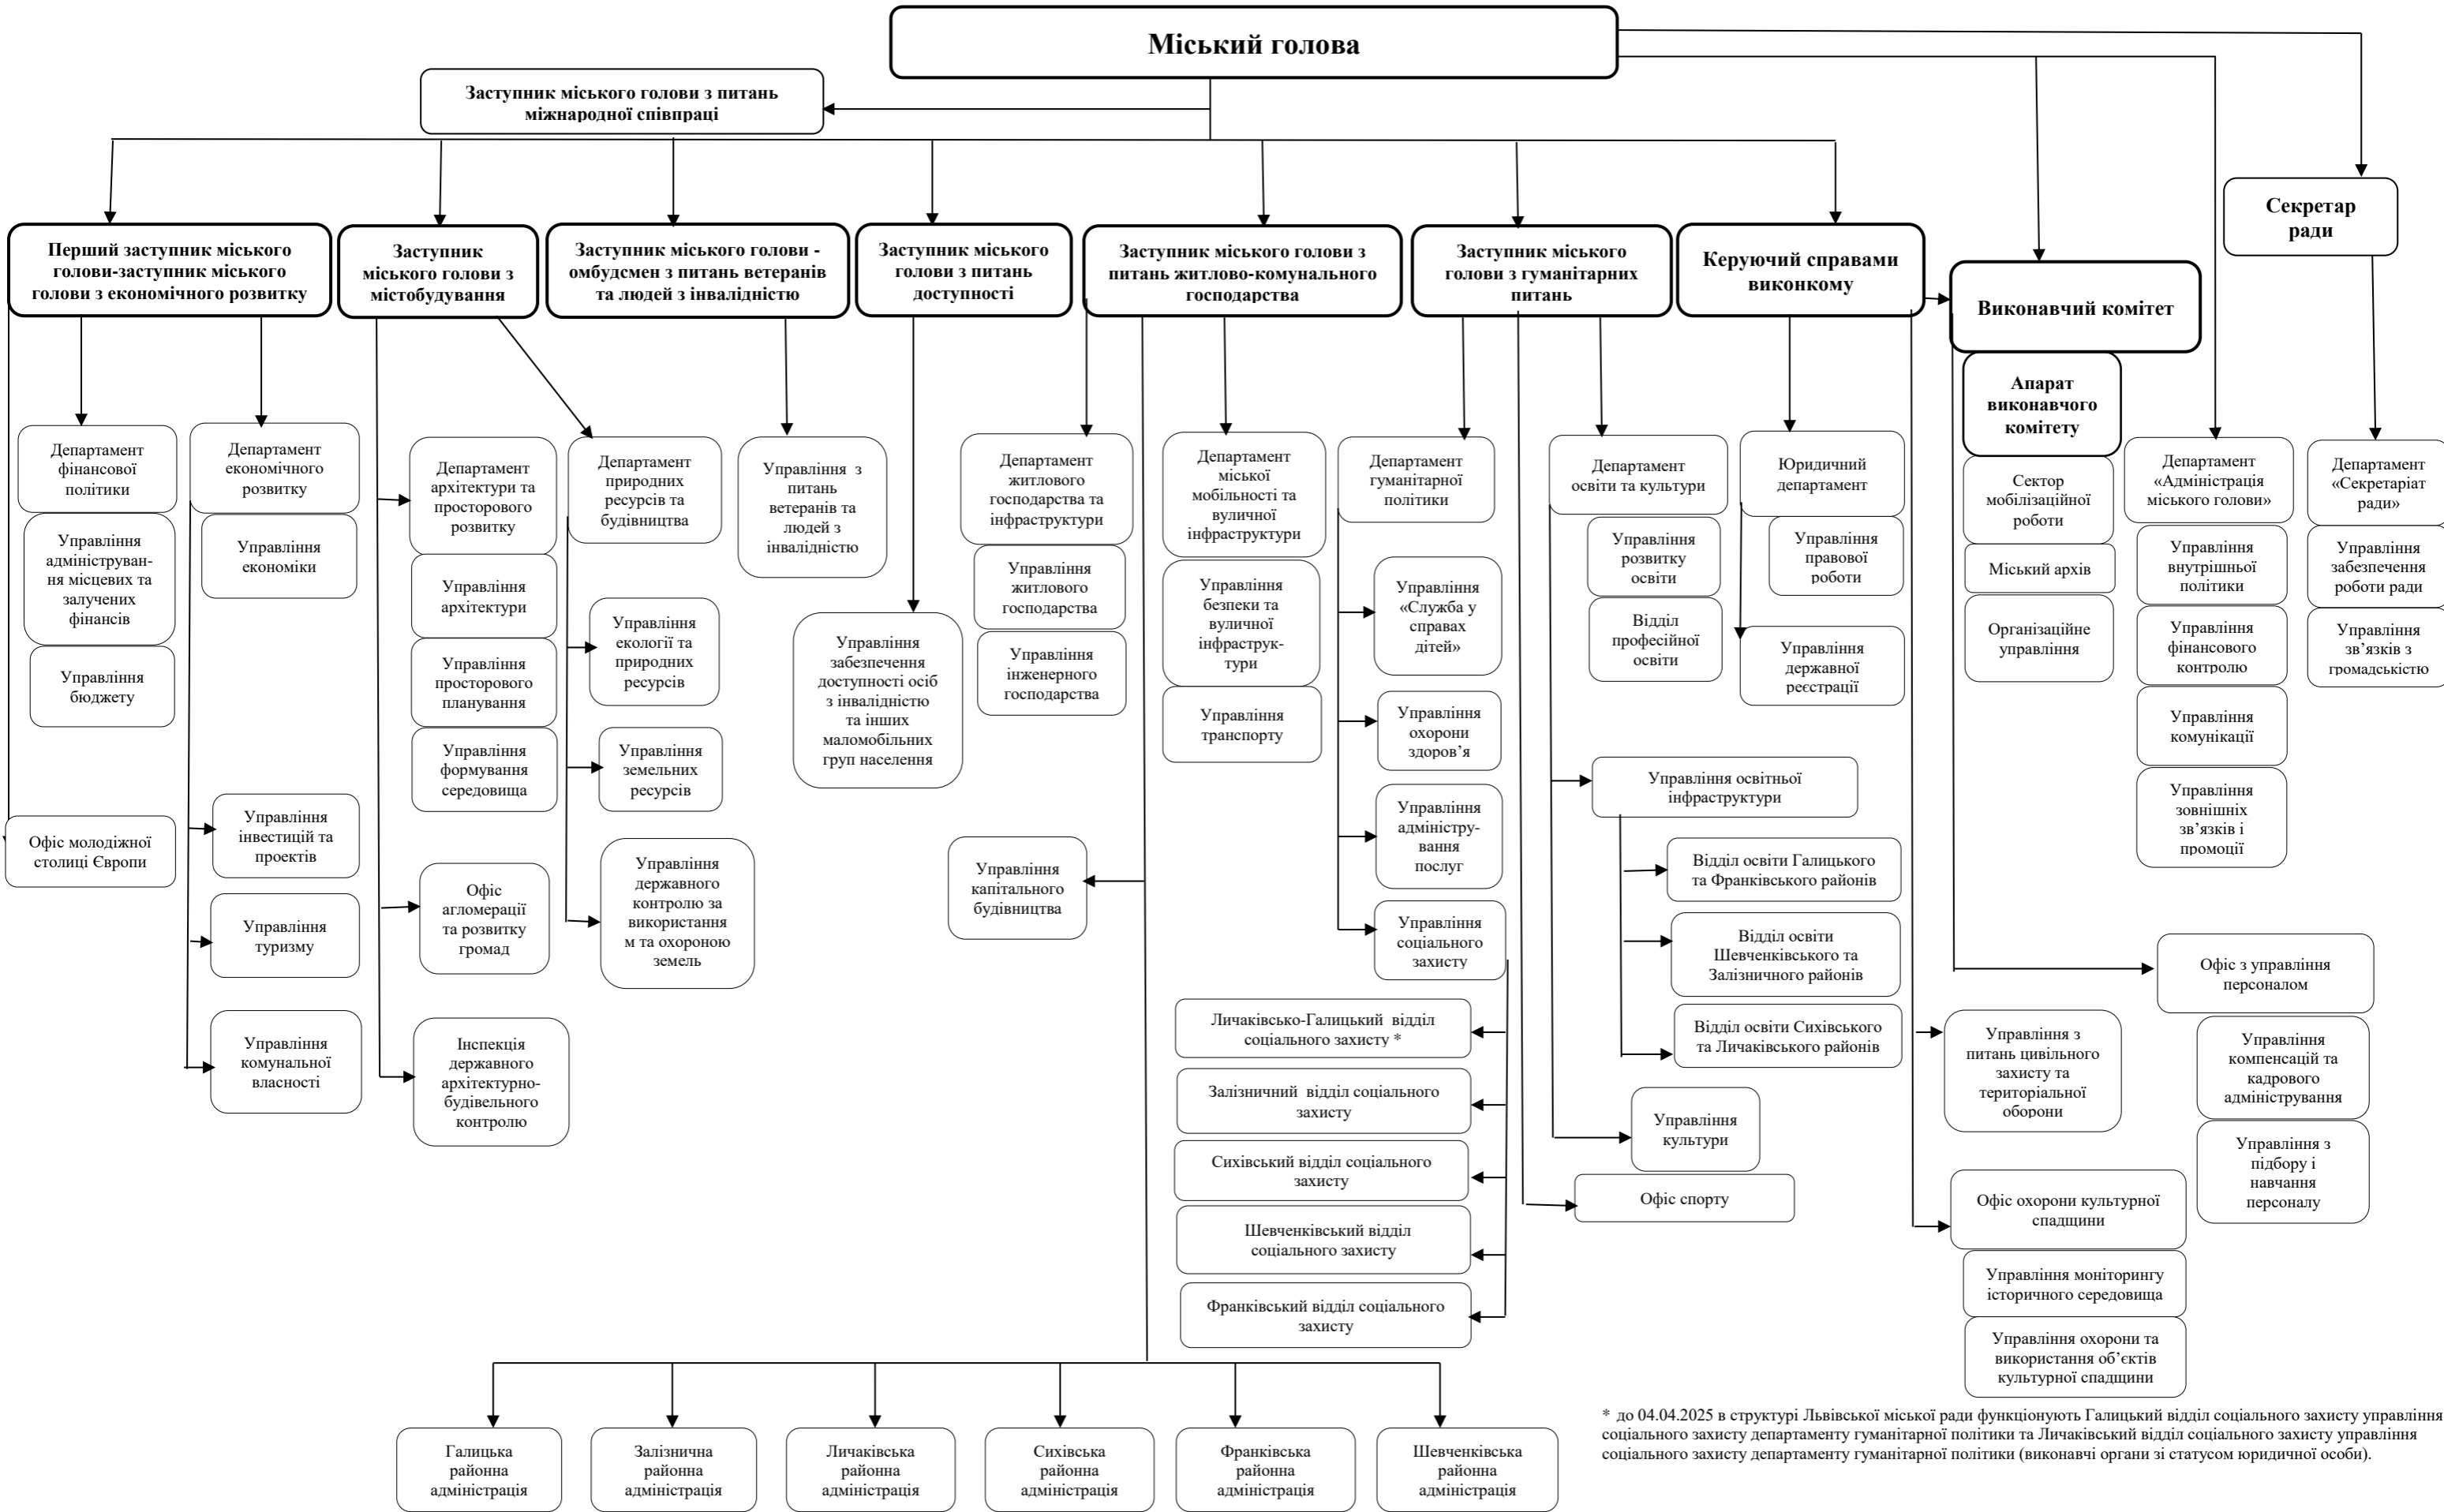 Міський голова
Заступник міського голови з питань
міжнародної співпраці
Секретар
ради
Перший заступник міського
голови-заступник міського
голови з економічного розвитку
Заступник
міського голови з
містобудування
Заступник міського голови -
омбудсмен з питань ветеранів
та людей з інвалідністю
Заступник міського
голови з питань
доступності
Заступник міського голови з
питань житлово-комунального
господарства
Заступник міського
голови з гуманітарних
питань
Керуючий справами
виконкому
Виконавчий комітет
Апарат
виконавчого
комітету
Департамент
фінансової
політики
Управління
адмініструван-
ня місцевих та
залучених
фінансів
Управління
бюджету
Офіс молодіжної
столиці Європи
Департамент
економічного
розвитку
Управління
економіки
Управління
інвестицій та
проектів
Управління
туризму
Управління
комунальної
власності
Департамент
архітектури та
просторового
розвитку
Управління
архітектури
Управління
просторового
планування
Управління
формування
середовища
Офіс
агломерації
та розвитку
громад
Інспекція
державного
архітектурно-
будівельного
контролю
Департамент
природних
ресурсів та
будівництва
Управління
екології та
природних
ресурсів
Управління
земельних
ресурсів
Управління
державного
контролю за
використання
м та охороною
земель
Управління з
питань
ветеранів та
людей з
інвалідністю
Управління
забезпечення
доступності осіб
з інвалідністю
та інших
маломобільних
груп населення
Департамент
житлового
господарства та
інфраструктури
Управління
житлового
господарства
Управління
інженерного
господарства
Управління
капітального
будівництва
Департамент
міської
мобільності та
вуличної
інфраструктури
Управління
безпеки та
вуличної
інфраструк-
тури
Управління
транспорту
Департамент
гуманітарної
політики
Управління
«Служба у
справах
дітей»
Управління
охорони
здоров’я
Управління
адміністру-
вання
послуг
Управління
соціального
захисту
Личаківсько-Галицький відділ
соціального захисту *
Залізничний відділ соціального
захисту
Сихівський відділ соціального
захисту
Шевченківський відділ
соціального захисту
Франківський відділ соціального
захисту
Департамент
освіти та культури
Управління
розвитку
освіти
Відділ
професійної
освіти
Управління освітньої
інфраструктури
Відділ освіти Галицького
та Франківського районів
Відділ освіти
Шевченківського та
Залізничного районів
Відділ освіти Сихівського
та Личаківського районів
Управління
культури
Офіс спорту
Юридичний
департамент
Управління
правової
роботи
Управління
державної
реєстрації
Сектор
мобілізаційної
роботи
Міський архів
Організаційне
управління
Департамент
«Адміністрація
міського голови»
Управління
внутрішньої
політики
Управління
фінансового
контролю
Управління
комунікації
Управління
зовнішніх
зв’язків і
промоції
Департамент
«Секретаріат
ради»
Управління
забезпечення
роботи ради
Управління
зв’язків з
громадськістю
Офіс з управління
персоналом
Управління
компенсацій та
кадрового
адміністрування
Управління з
підбору і
навчання
персоналу
Управління з
питань цивільного
захисту та
територіальної
оборони
Офіс охорони культурної
спадщини
Управління моніторингу
історичного середовища
Управління охорони та
використання об’єктів
культурної спадщини
Галицька
районна
адміністрація
Залізнична
районна
адміністрація
Личаківська
районна
адміністрація
Сихівська
районна
адміністрація
Франківська
районна
адміністрація
Шевченківська
районна
адміністрація
* до 04.04.2025 в структурі Львівської міської ради функціонують Галицький відділ соціального захисту управління
соціального захисту департаменту гуманітарної політики та Личаківський відділ соціального захисту управління
соціального захисту департаменту гуманітарної політики (виконавчі органи зі статусом юридичної особи).